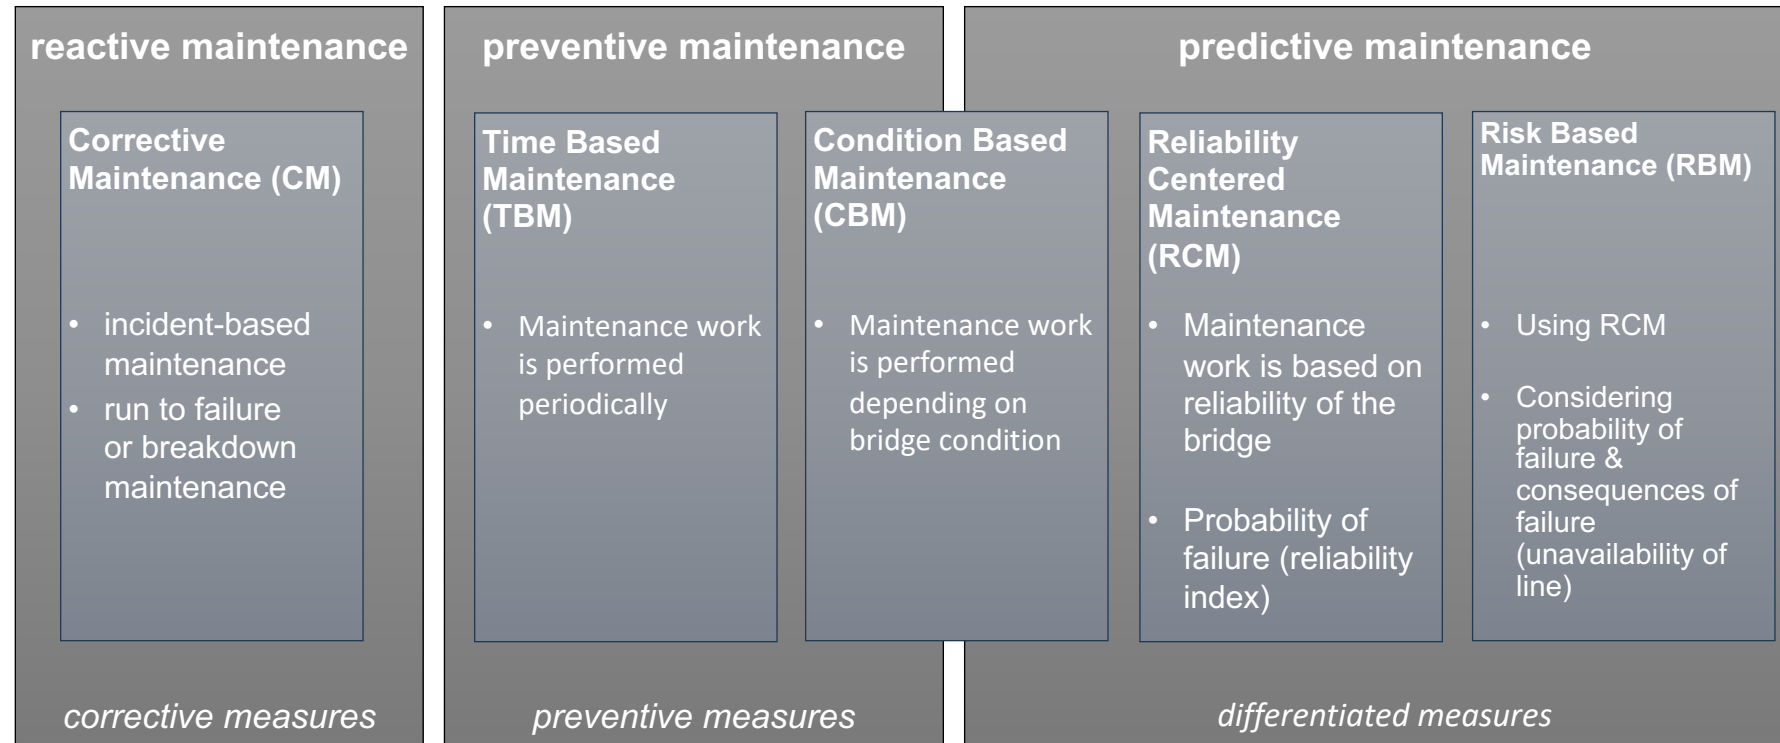 reactive maintenance
Corrective
Maintenance (CM)
• incident-based
maintenance
• run to failure
or breakdown
maintenance
corrective measures
preventive maintenance
Time Based
Maintenance
(TBM)
• Maintenance work
is performed
periodically
Condition Based
Maintenance
(CBM)
• Maintenance work
is performed
depending on
bridge condition
preventive measures
predictive maintenance
Reliability
Centered
Maintenance
(RCM)
• Maintenance
work is based on
reliability of the
bridge
• Probability of
failure (reliability
index)
Risk Based
Maintenance (RBM)
• Using RCM
• Considering
probability of
failure &
consequences of
failure
(unavailability of
line)
differentiated measures